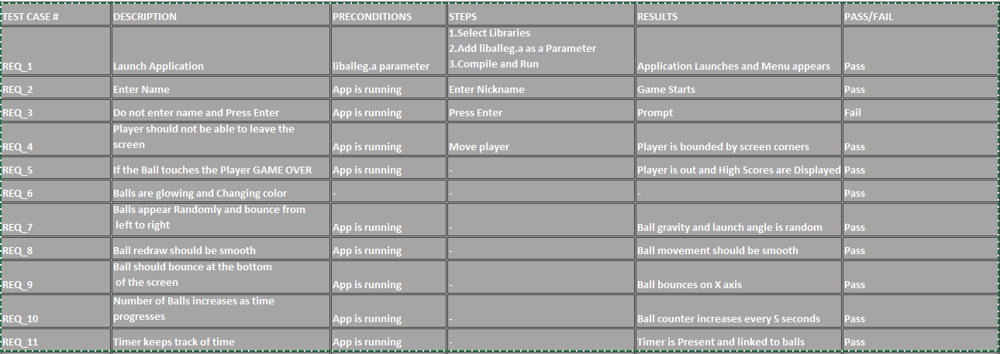 TEST CASE # DESCRIPTION PRECONDITIONS STEPS RESULTS PASS/FAIL
1.Select Libraries
2.Add liballeg.a as a Parameter
3.Compile and Run
REQ_1 Launch Application liballeg.a parameter Application Launches and Menu appears Pass
REQ_2 Enter Name App is running Enter Nickname Game Starts Pass
REQ_3 Do not enter name and Press Enter App is running Press Enter Prompt Fail
Player should not be able to leave the
screen
REQ_4 App is running Move player Player is bounded by screen corners Pass
REQ_5 If the Ball touches the Player GAME OVER App is running - Player is out and High Scores are Displayed Pass
REQ_6 Balls are glowing and Changing color - - - Pass
Balls appear Randomly and bounce from
left to right
REQ_7 App is running - Ball gravity and launch angle is random Pass
REQ_8 Ball redraw should be smooth App is running - Ball movement should be smooth Pass
Ball should bounce at the bottom
of the screen
REQ_9 App is running - Ball bounces on X axis Pass
Number of Balls increases as time
progresses
REQ_10 App is running - Ball counter increases every 5 seconds Pass
REQ_11 Timer keeps track of time App is running - Timer is Present and linked to balls Pass